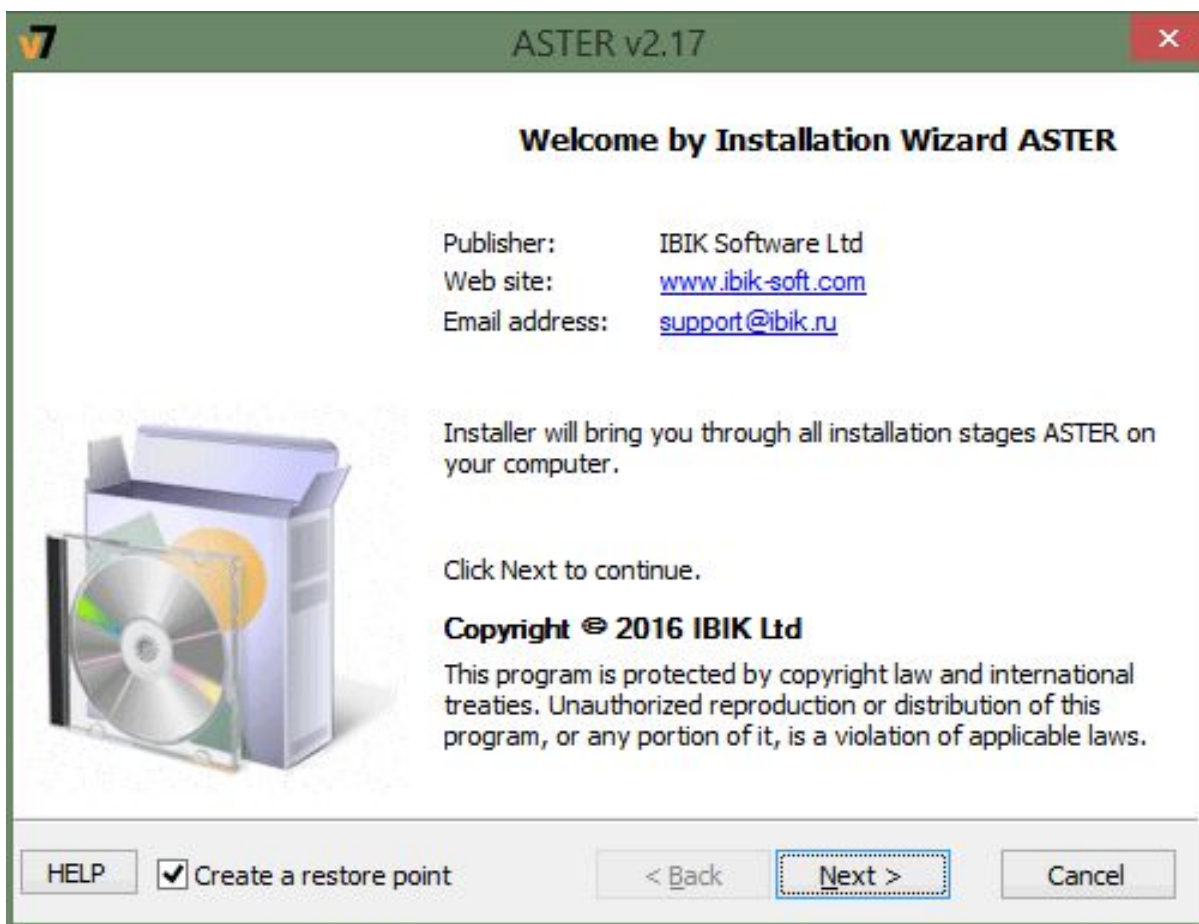 v7
ASTER v2.17
Welcome by Installation Wizard ASTER
Publisher: IBIK Software Ltd
Web site: www.ibik-soft.com
Email address: support@ibik.ru
Installer will bring you through all installation stages ASTER on
your computer.
Click Next to continue.
Copyright © 2016 IBIK Ltd
This program is protected by copyright law and international
treaties. Unauthorized reproduction or distribution of this
program, or any portion of it, is a violation of applicable laws.
HELP Create a restore point < Back Next > Cancel